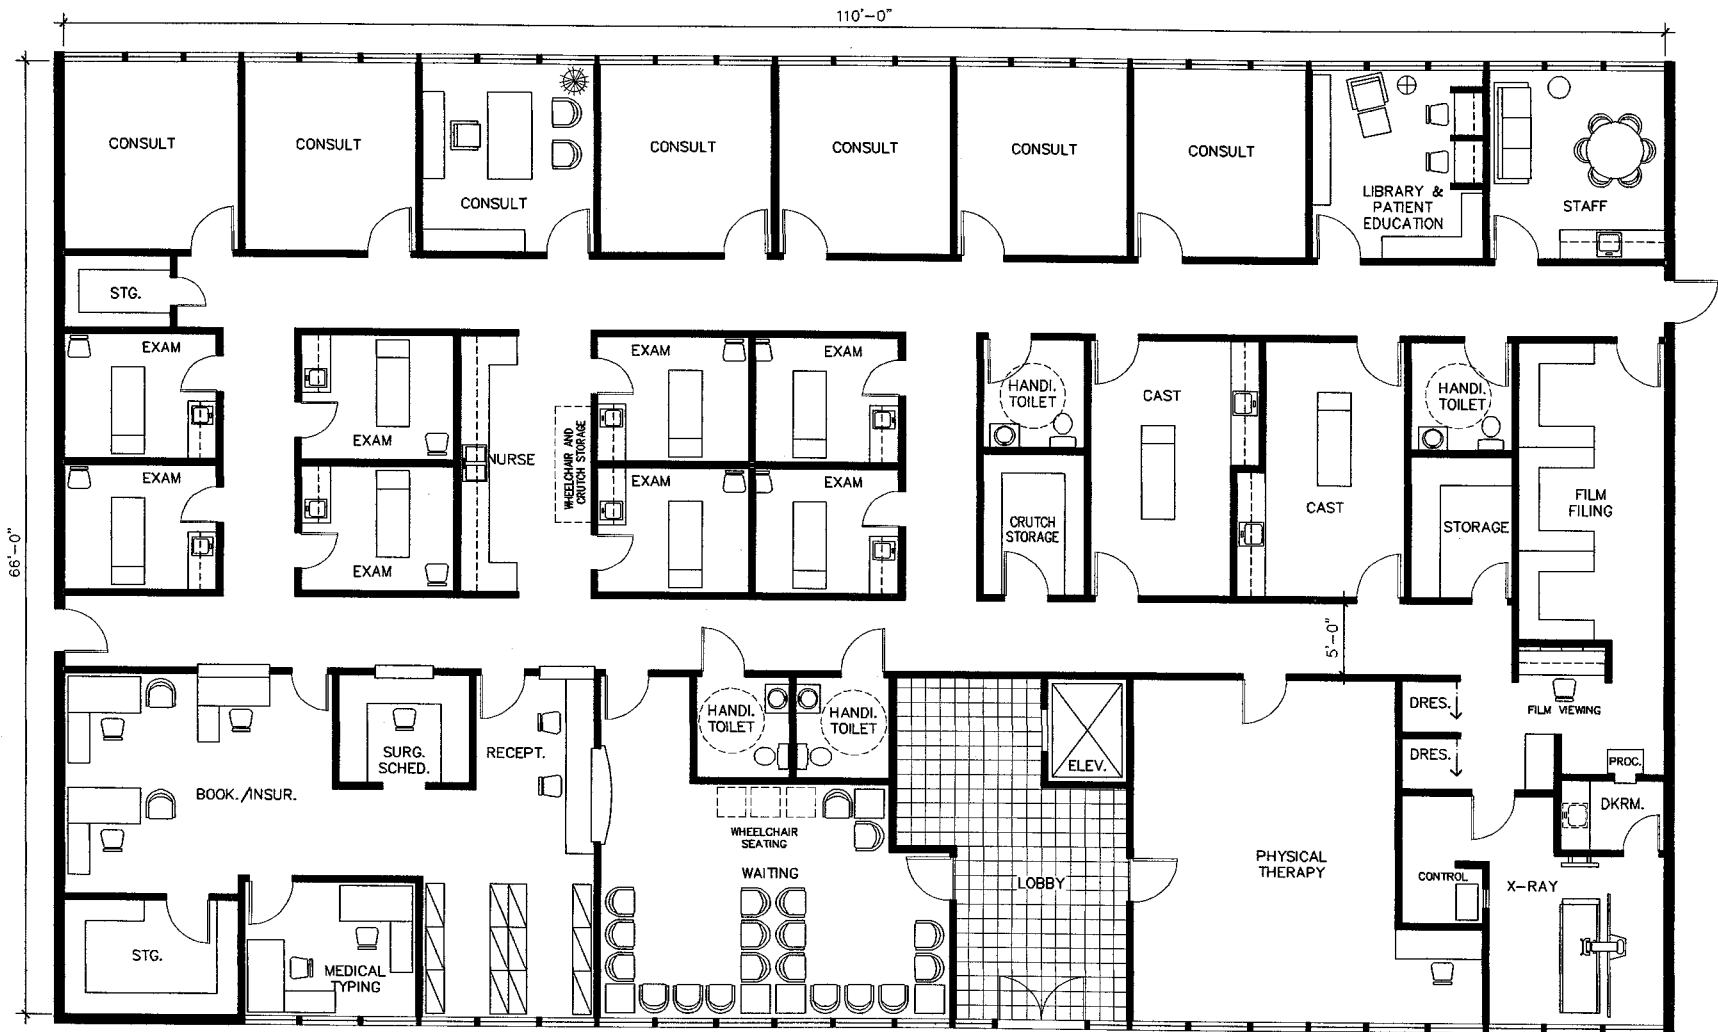 110'-0"
CONSULT
CONSULT
CONSULT
CONSULT
CONSULT
CONSULT
CONSULT
LIBRARY &
PATIENT
EDUCATION
STAFF
STG.
EXAM
EXAM
EXAM
EXAM
NURSE
WHEELCHAIR AND
CRUTCH STORAGE
EXAM
EXAM
EXAM
EXAM
HANDI.
TOILET
CRUTCH
STORAGE
CAST
CAST
HANDI.
TOILET
STORAGE
FILM
FILING
66'-0"
5'-0"
BOOK./INSUR.
SURG.
SCHED.
RECEPT.
HANDI.
TOILET
HANDI.
TOILET
WHEELCHAIR
SEATING
WAITING
ELEV.
LOBBY
PHYSICAL
THERAPY
DRES.
DRES.
FILM VIEWING
PROC.
DKRM.
CONTROL
X-RAY
STG.
MEDICAL
TYPING